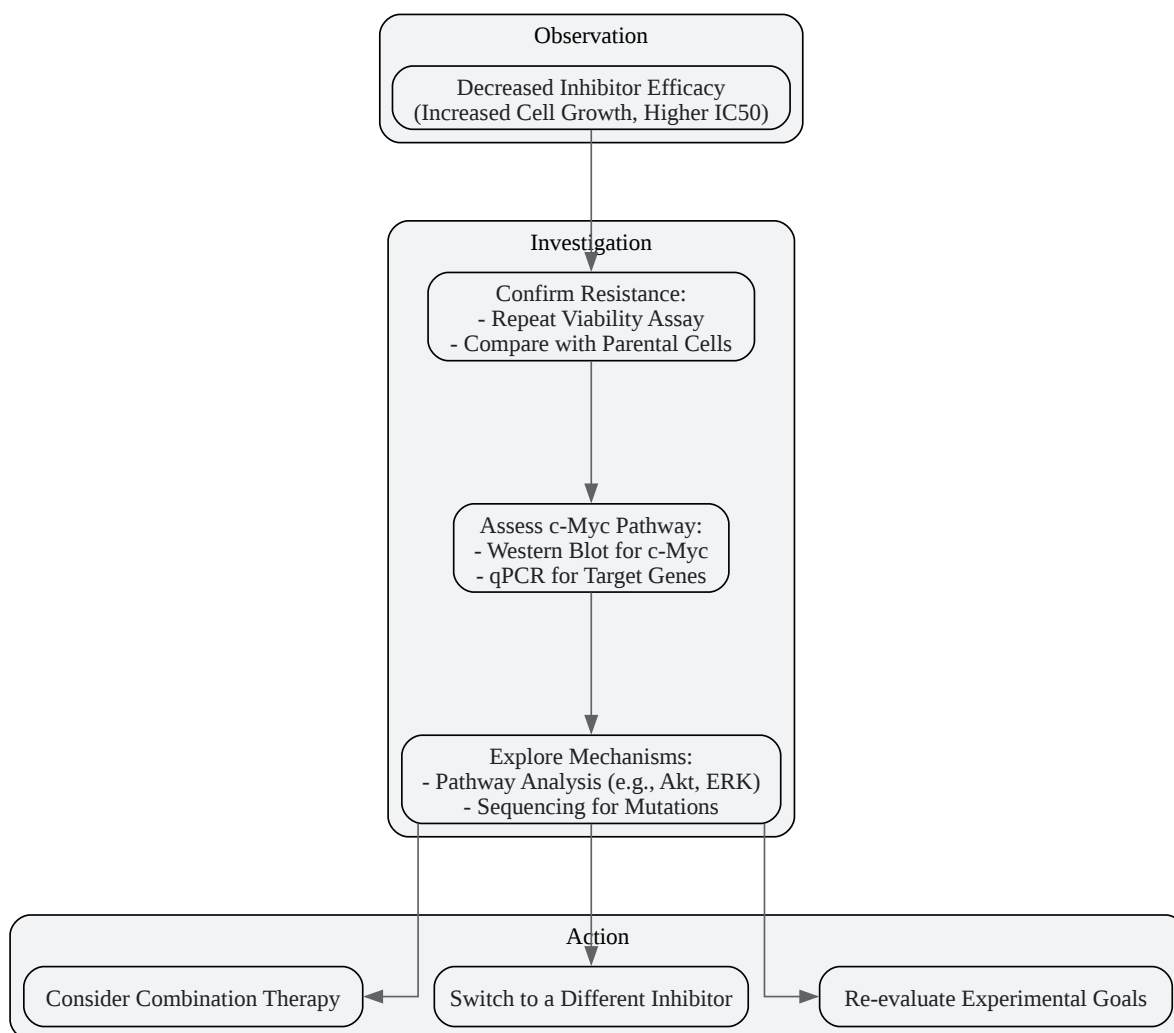 Observation
Decreased Inhibitor Efficacy
(Increased Cell Growth, Higher IC50)
Investigation
Confirm Resistance:
- Repeat Viability Assay
- Compare with Parental Cells
Assess c-Myc Pathway:
- Western Blot for c-Myc
- qPCR for Target Genes
Explore Mechanisms:
- Pathway Analysis (e.g., Akt, ERK)
- Sequencing for Mutations
Action
Consider Combination Therapy
Switch to a Different Inhibitor
Re-evaluate Experimental Goals